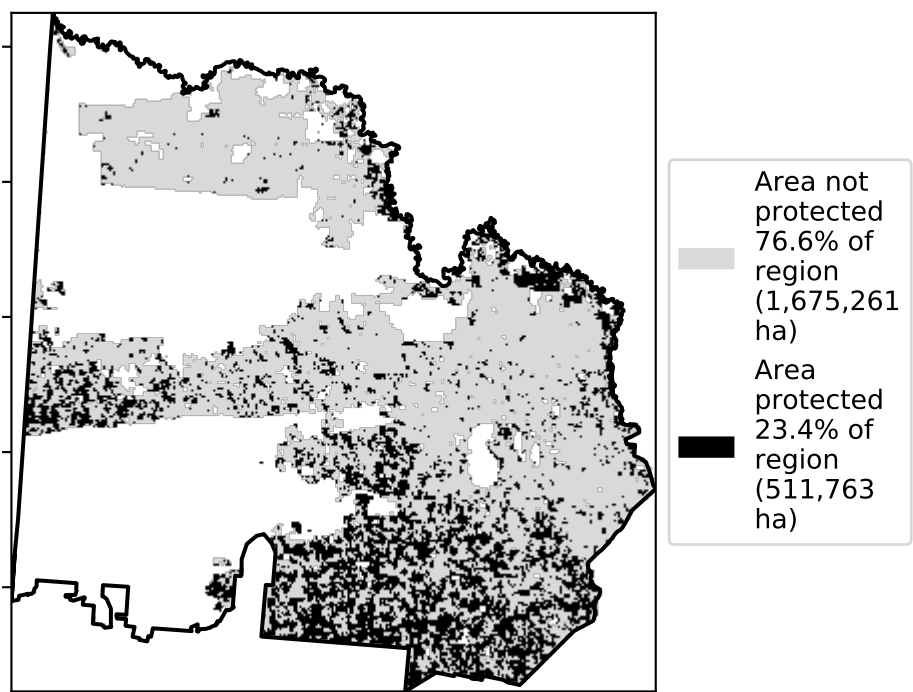 Area not
protected
76.6% of
region
(1,675,261
ha)
Area
protected
23.4% of
region
(511,763
ha)